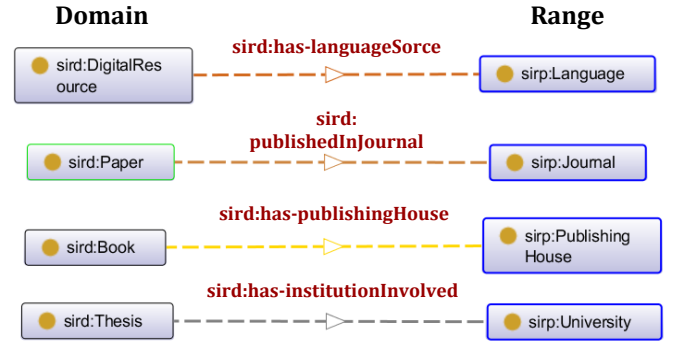 Domain
Range
sird:has-languageSorce
sird:DigitalRes
ource
sirp:Language
sird:
publishedInJournal
sird:Paper
sirp:Journal
sird:has-publishingHouse
sird:Book
sirp:Publishing
House
sird:has-institutionInvolved
sird:Thesis
sirp:University